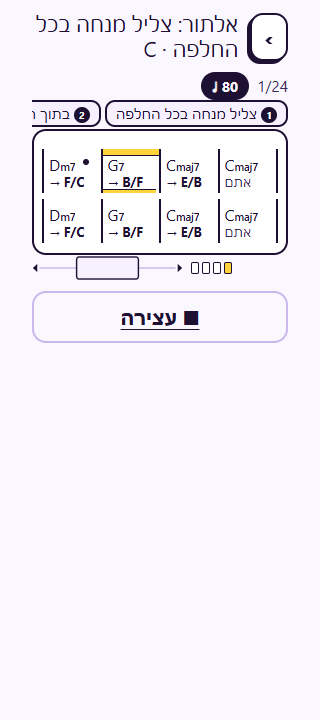 אלתור: צליל מנחה בכל
החלפה · C
♩ 80 1/24
1 צליל מנחה בכל החלפה
2 בתוך
Dm7 G7 Cmaj7 Cmaj7
→ F/C → B/F → E/B אתם
Dm7 G7 Cmaj7 Cmaj7
→ F/C → B/F → E/B אתם
■ עצירה